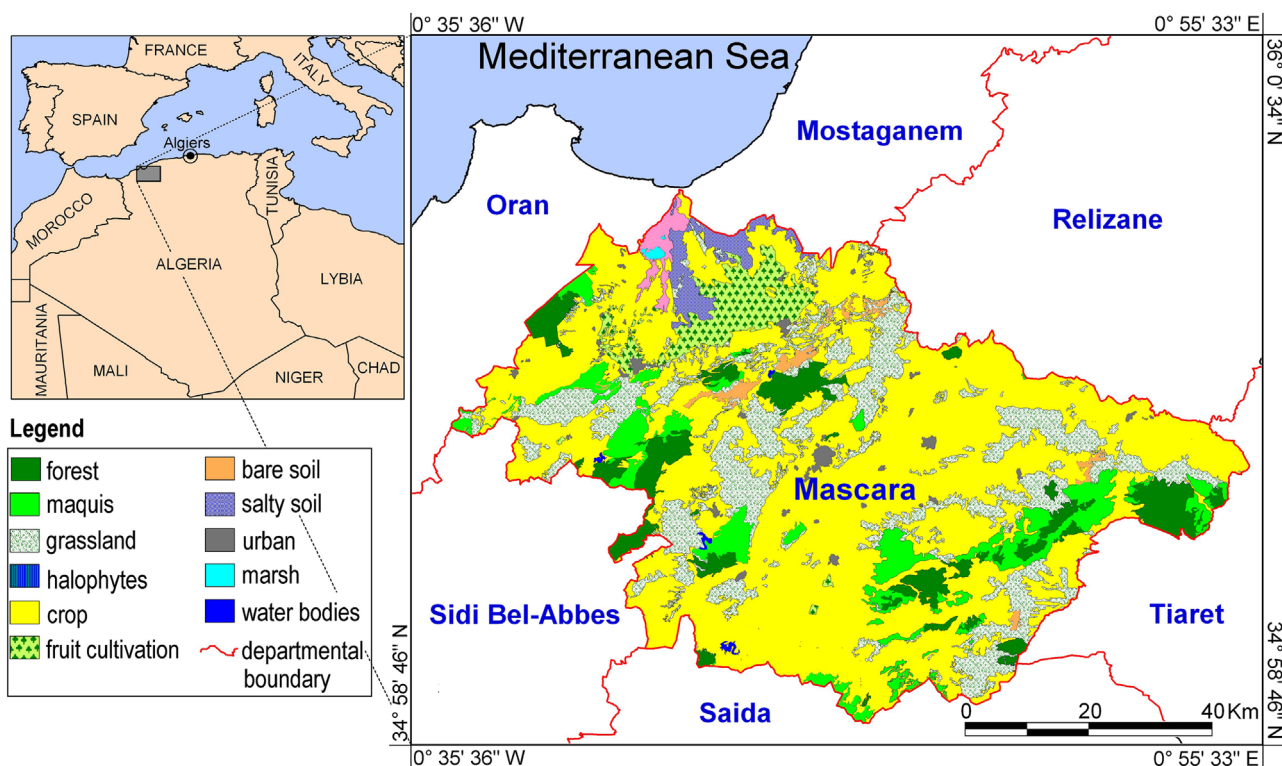 0° 35' 36" W
0° 55' 33" E
36° 0' 34" N
36° 0' 34" N
FRANCE
ITALY
SPAIN
Algiers
MOROCCO
TUNISIA
ALGERIA
LYBIA
MAURITANIA
MALI
NIGER
CHAD
Mediterranean Sea
Mostaganem
Oran
Relizane
Mascara
Sidi Bel-Abbes
Tiaret
Saida
Legend
forest
maquis
grassland
halophytes
crop
fruit cultivation
bare soil
salty soil
urban
marsh
water bodies
departmental
boundary
34° 58' 46" N
34° 58' 46" N
0 20 40 Km
0° 35' 36" W
0° 55' 33" E